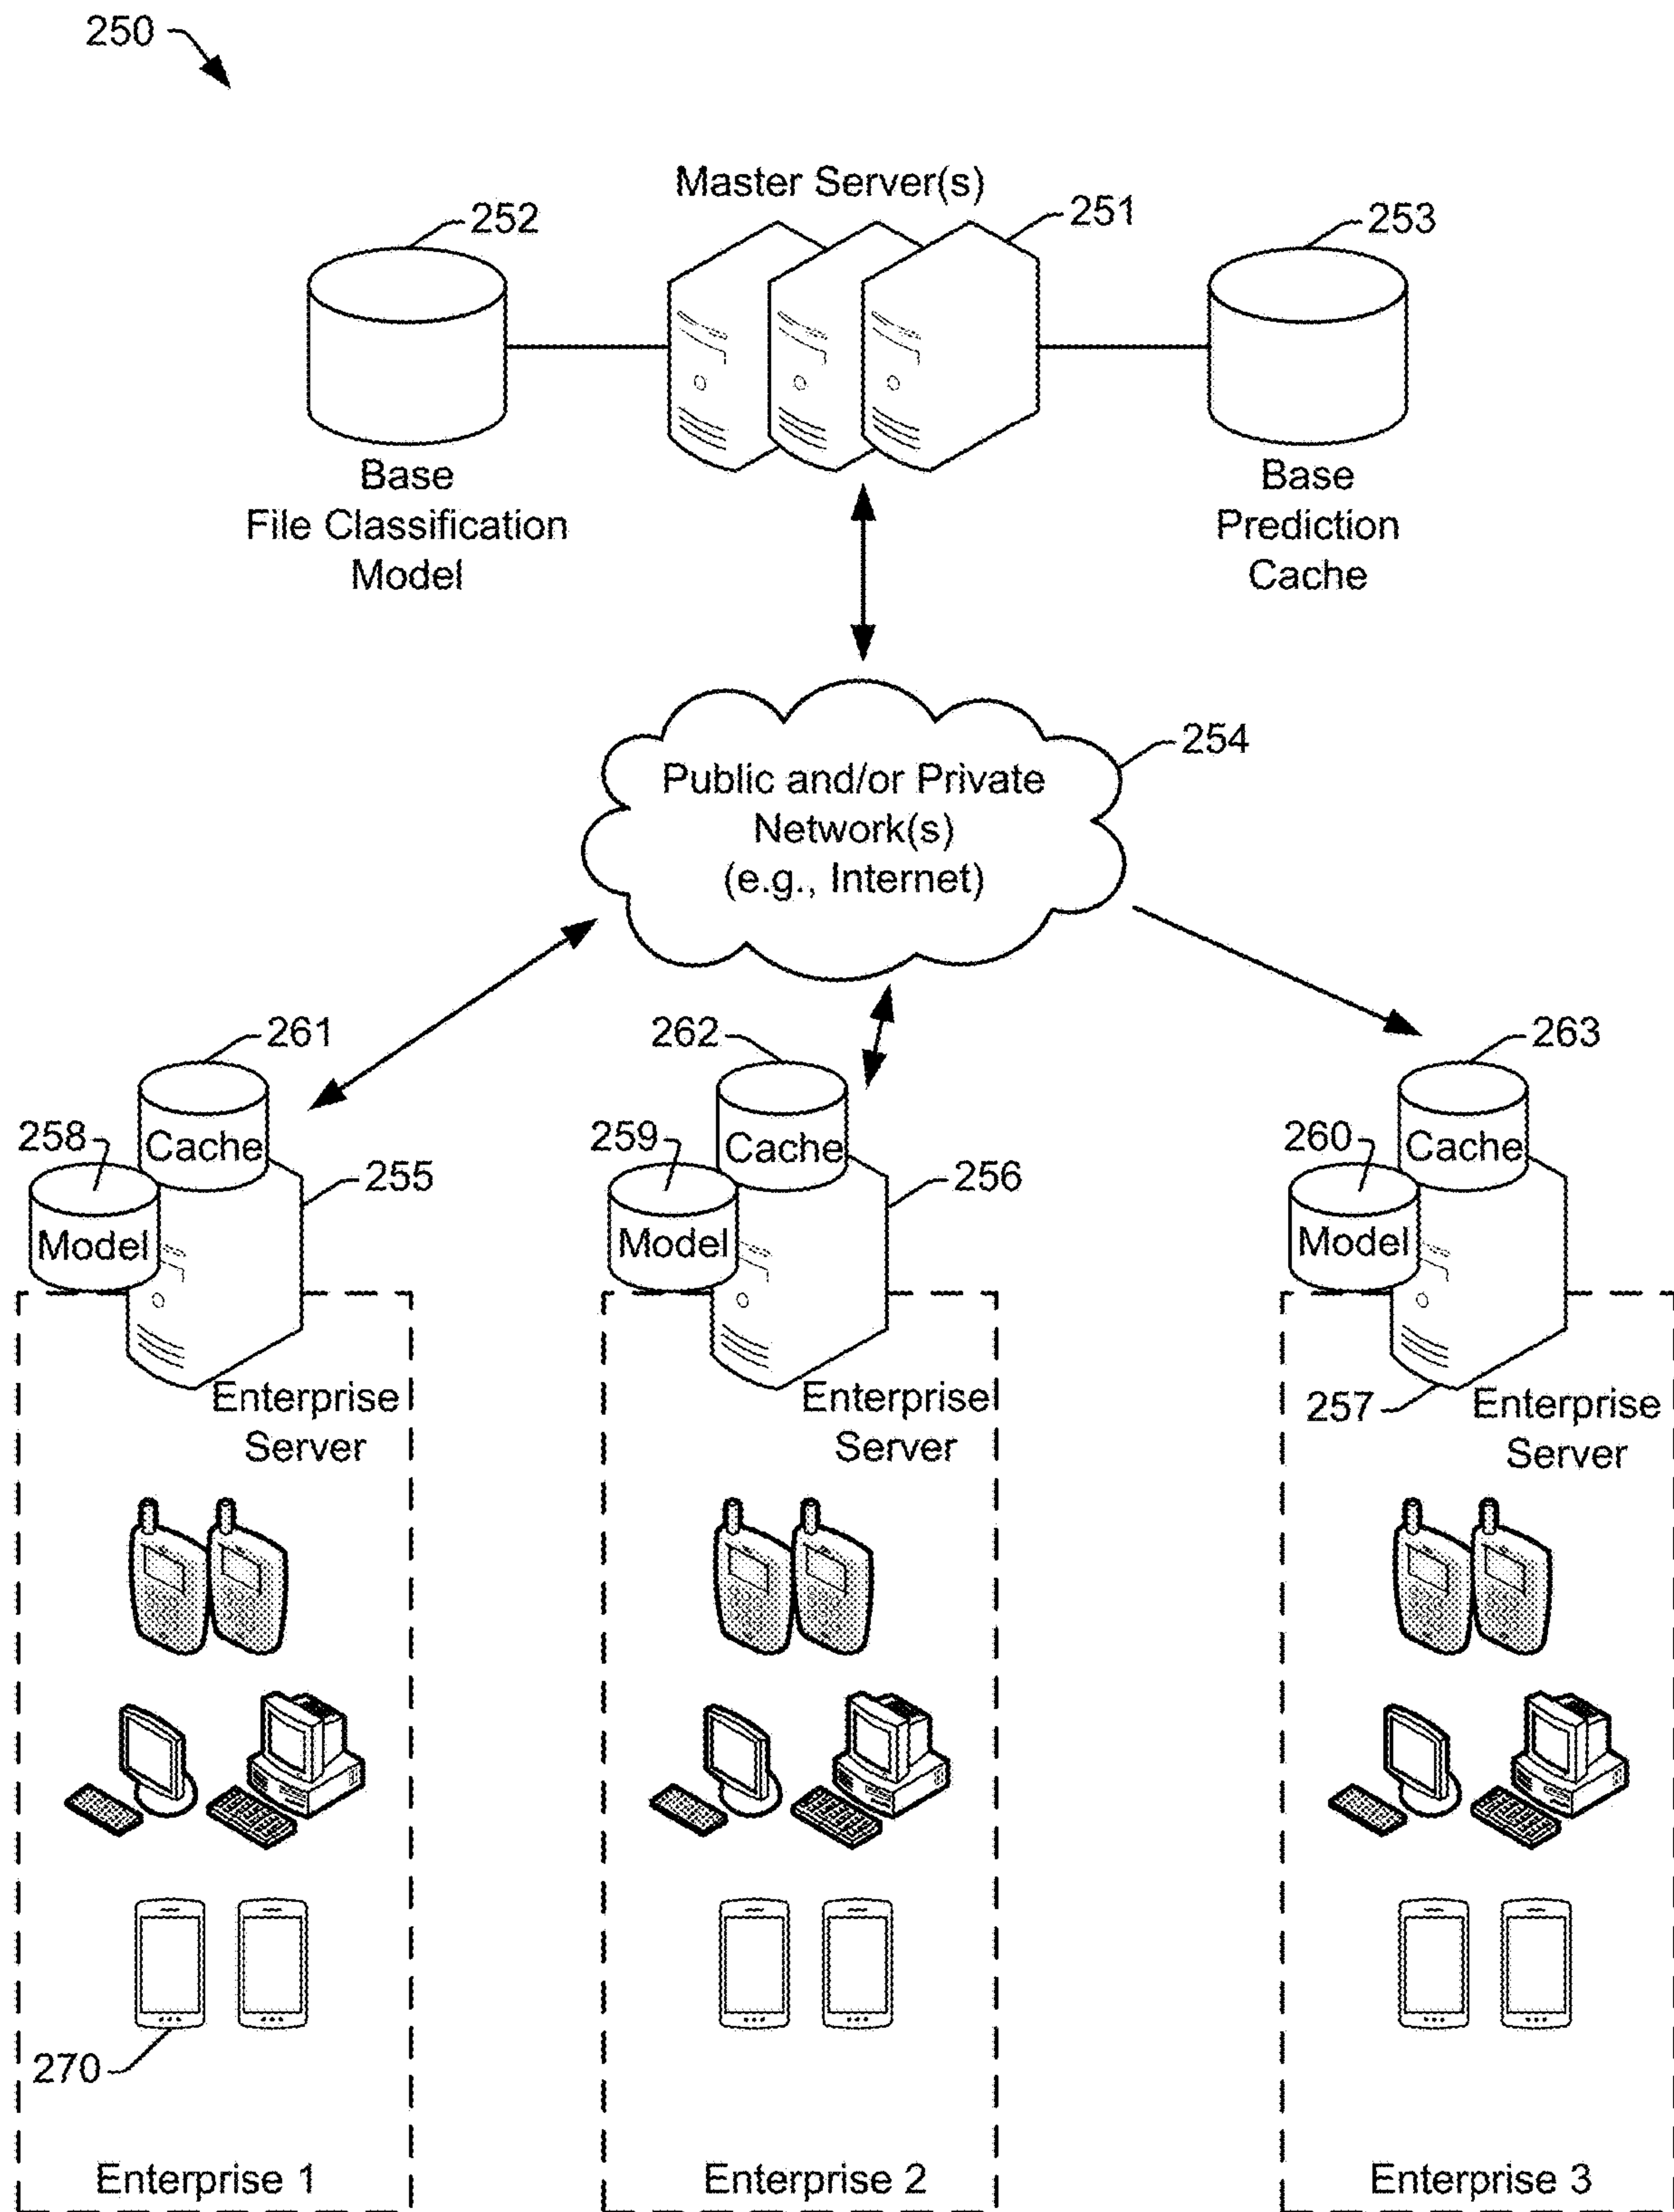 250
Master Server(s)
252
251
253
Base
File Classification
Model
Base
Prediction
Cache
254
Public and/or Private
Network(s)
(e.g., Internet)
261
262
263
258
Cache
259
Cache
260
Cache
255
256
Model
Model
Model
Enterprise
Server
Enterprise
Server
257
Enterprise
Server
270
Enterprise 1
Enterprise 2
Enterprise 3